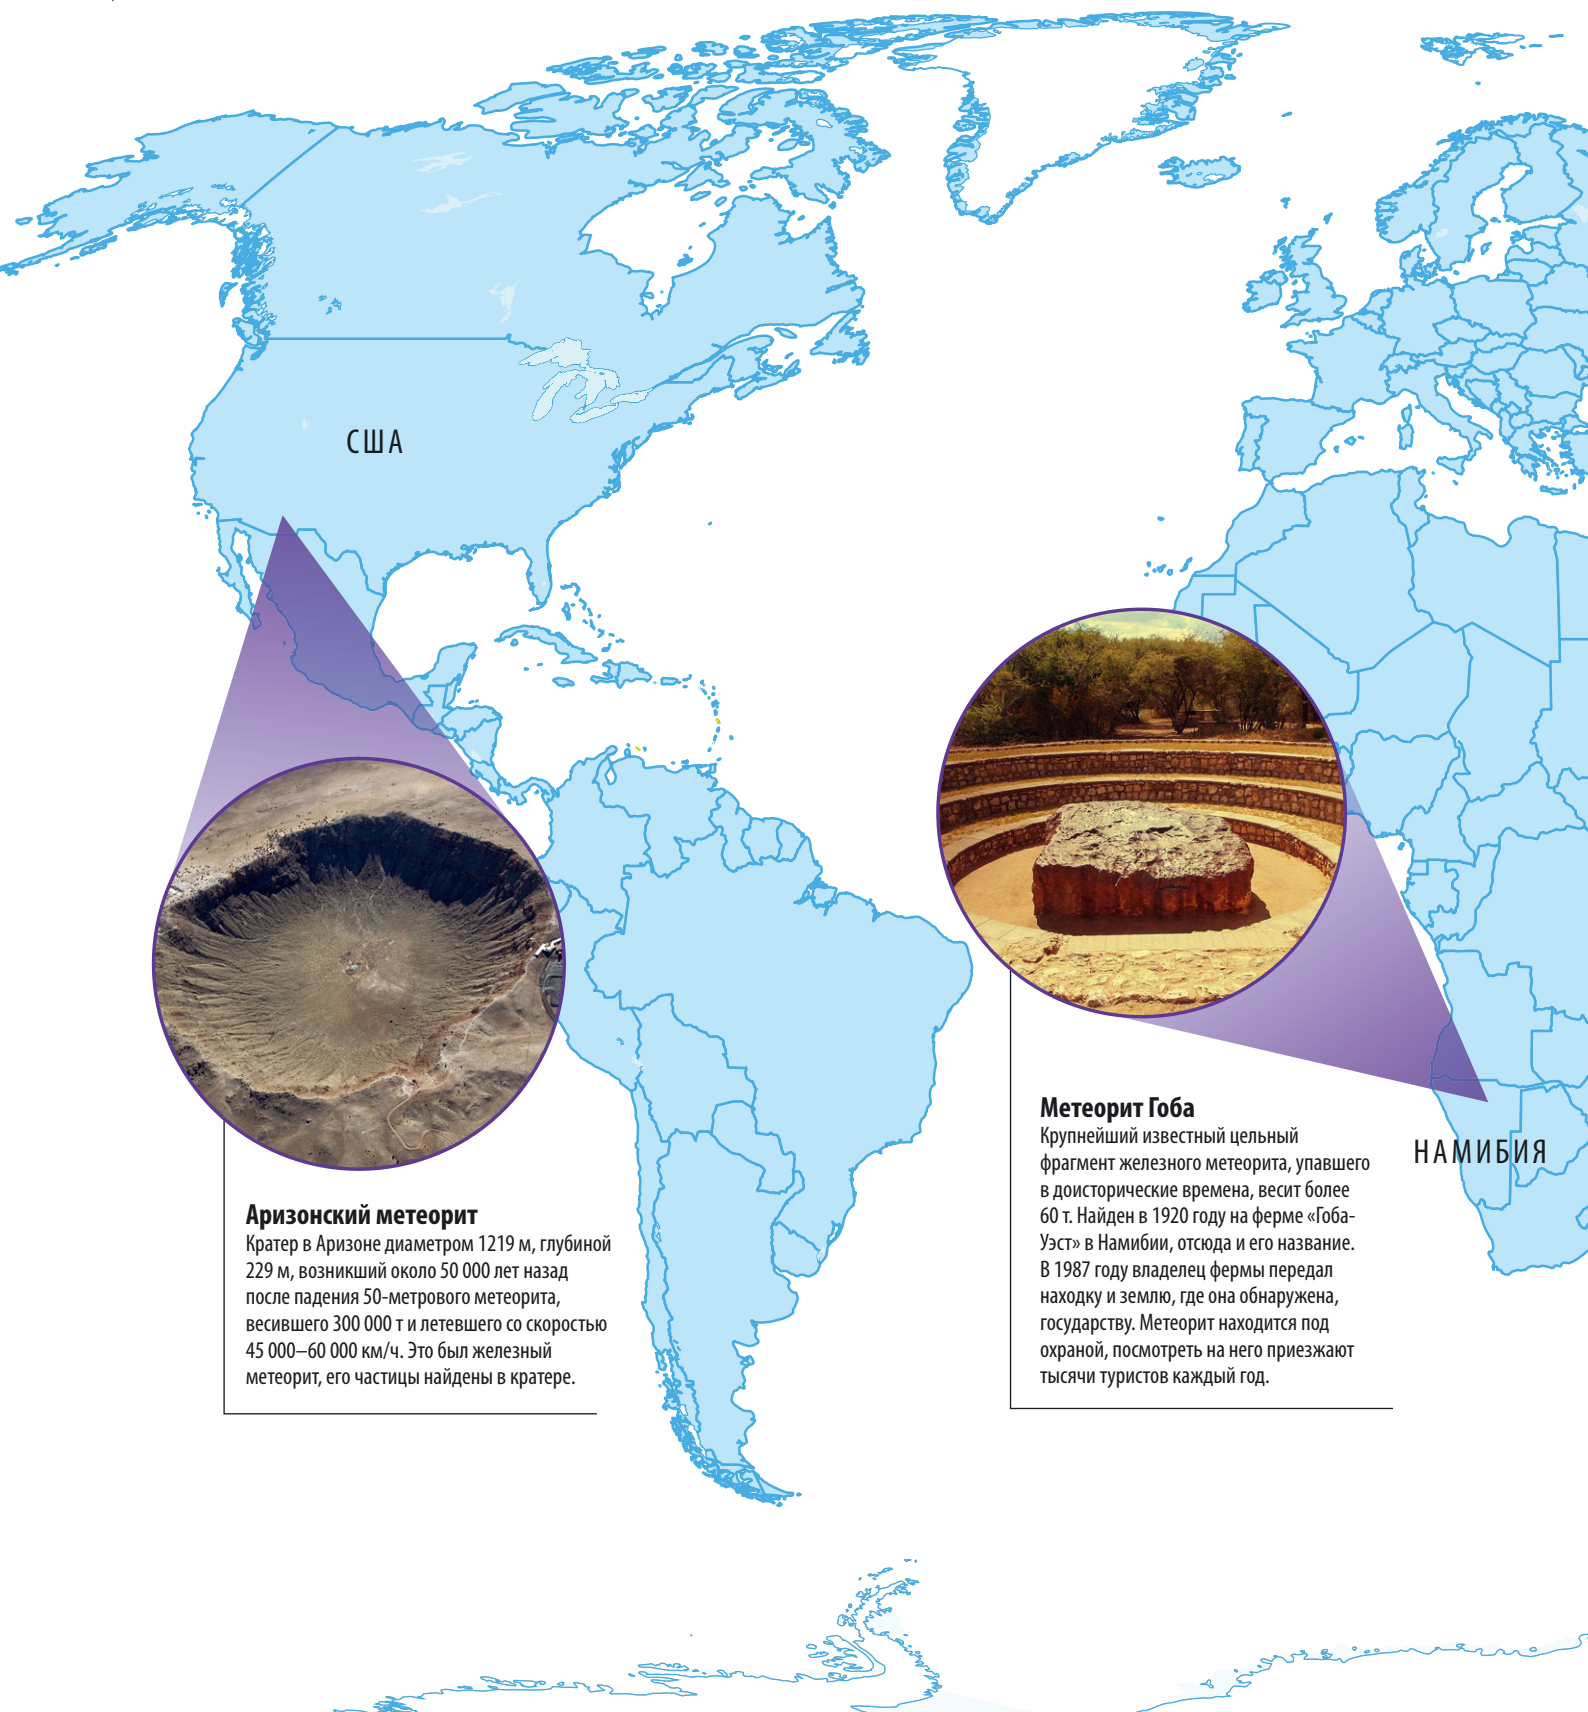 США
Аризонский метеорит
Кратер в Аризоне диаметром 1219 м, глубиной
229 м, возникший около 50 000 лет назад
после падения 50-метрового метеорита,
весившего 300 000 т и летевшего со скоростью
45 000–60 000 км/ч. Это был железный
метеорит, его частицы найдены в кратере.
Метеорит Гоба
Крупнейший известный цельный
фрагмент железного метеорита, упавшего
в доисторические времена, весит более
60 т. Найден в 1920 году на ферме «Гоба-
Уэст» в Намибии, отсюда и его название.
В 1987 году владелец фермы передал
находку и землю, где она обнаружена,
государству. Метеорит находится под
охраной, посмотреть на него приезжают
тысячи туристов каждый год.
НАМИБИЯ